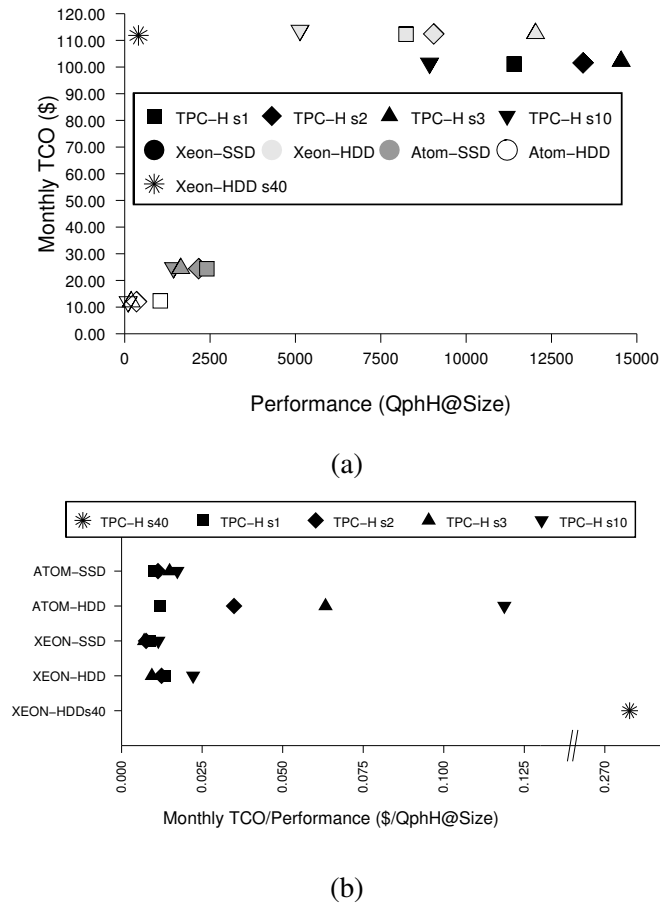 120.00
110.00
100.00
90.00
80.00
70.00
60.00
50.00
40.00
30.00
20.00
10.00
0.00
Monthly TCO ($)
TPC−H s1 TPC−H s2 TPC−H s3 TPC−H s10
Xeon−SSD Xeon−HDD Atom−SSD Atom−HDD
Xeon−HDD s40
0 2500 5000 7500 10000 12500 15000
Performance (QphH@Size)
(a)
TPC−H s40 TPC−H s1 TPC−H s2 TPC−H s3 TPC−H s10
ATOM−SSD
ATOM−HDD
XEON−SSD
XEON−HDD
XEON−HDDs40
0.000 0.025 0.050 0.075 0.100 0.125 0.270
Monthly TCO/Performance ($/QphH@Size)
(b)